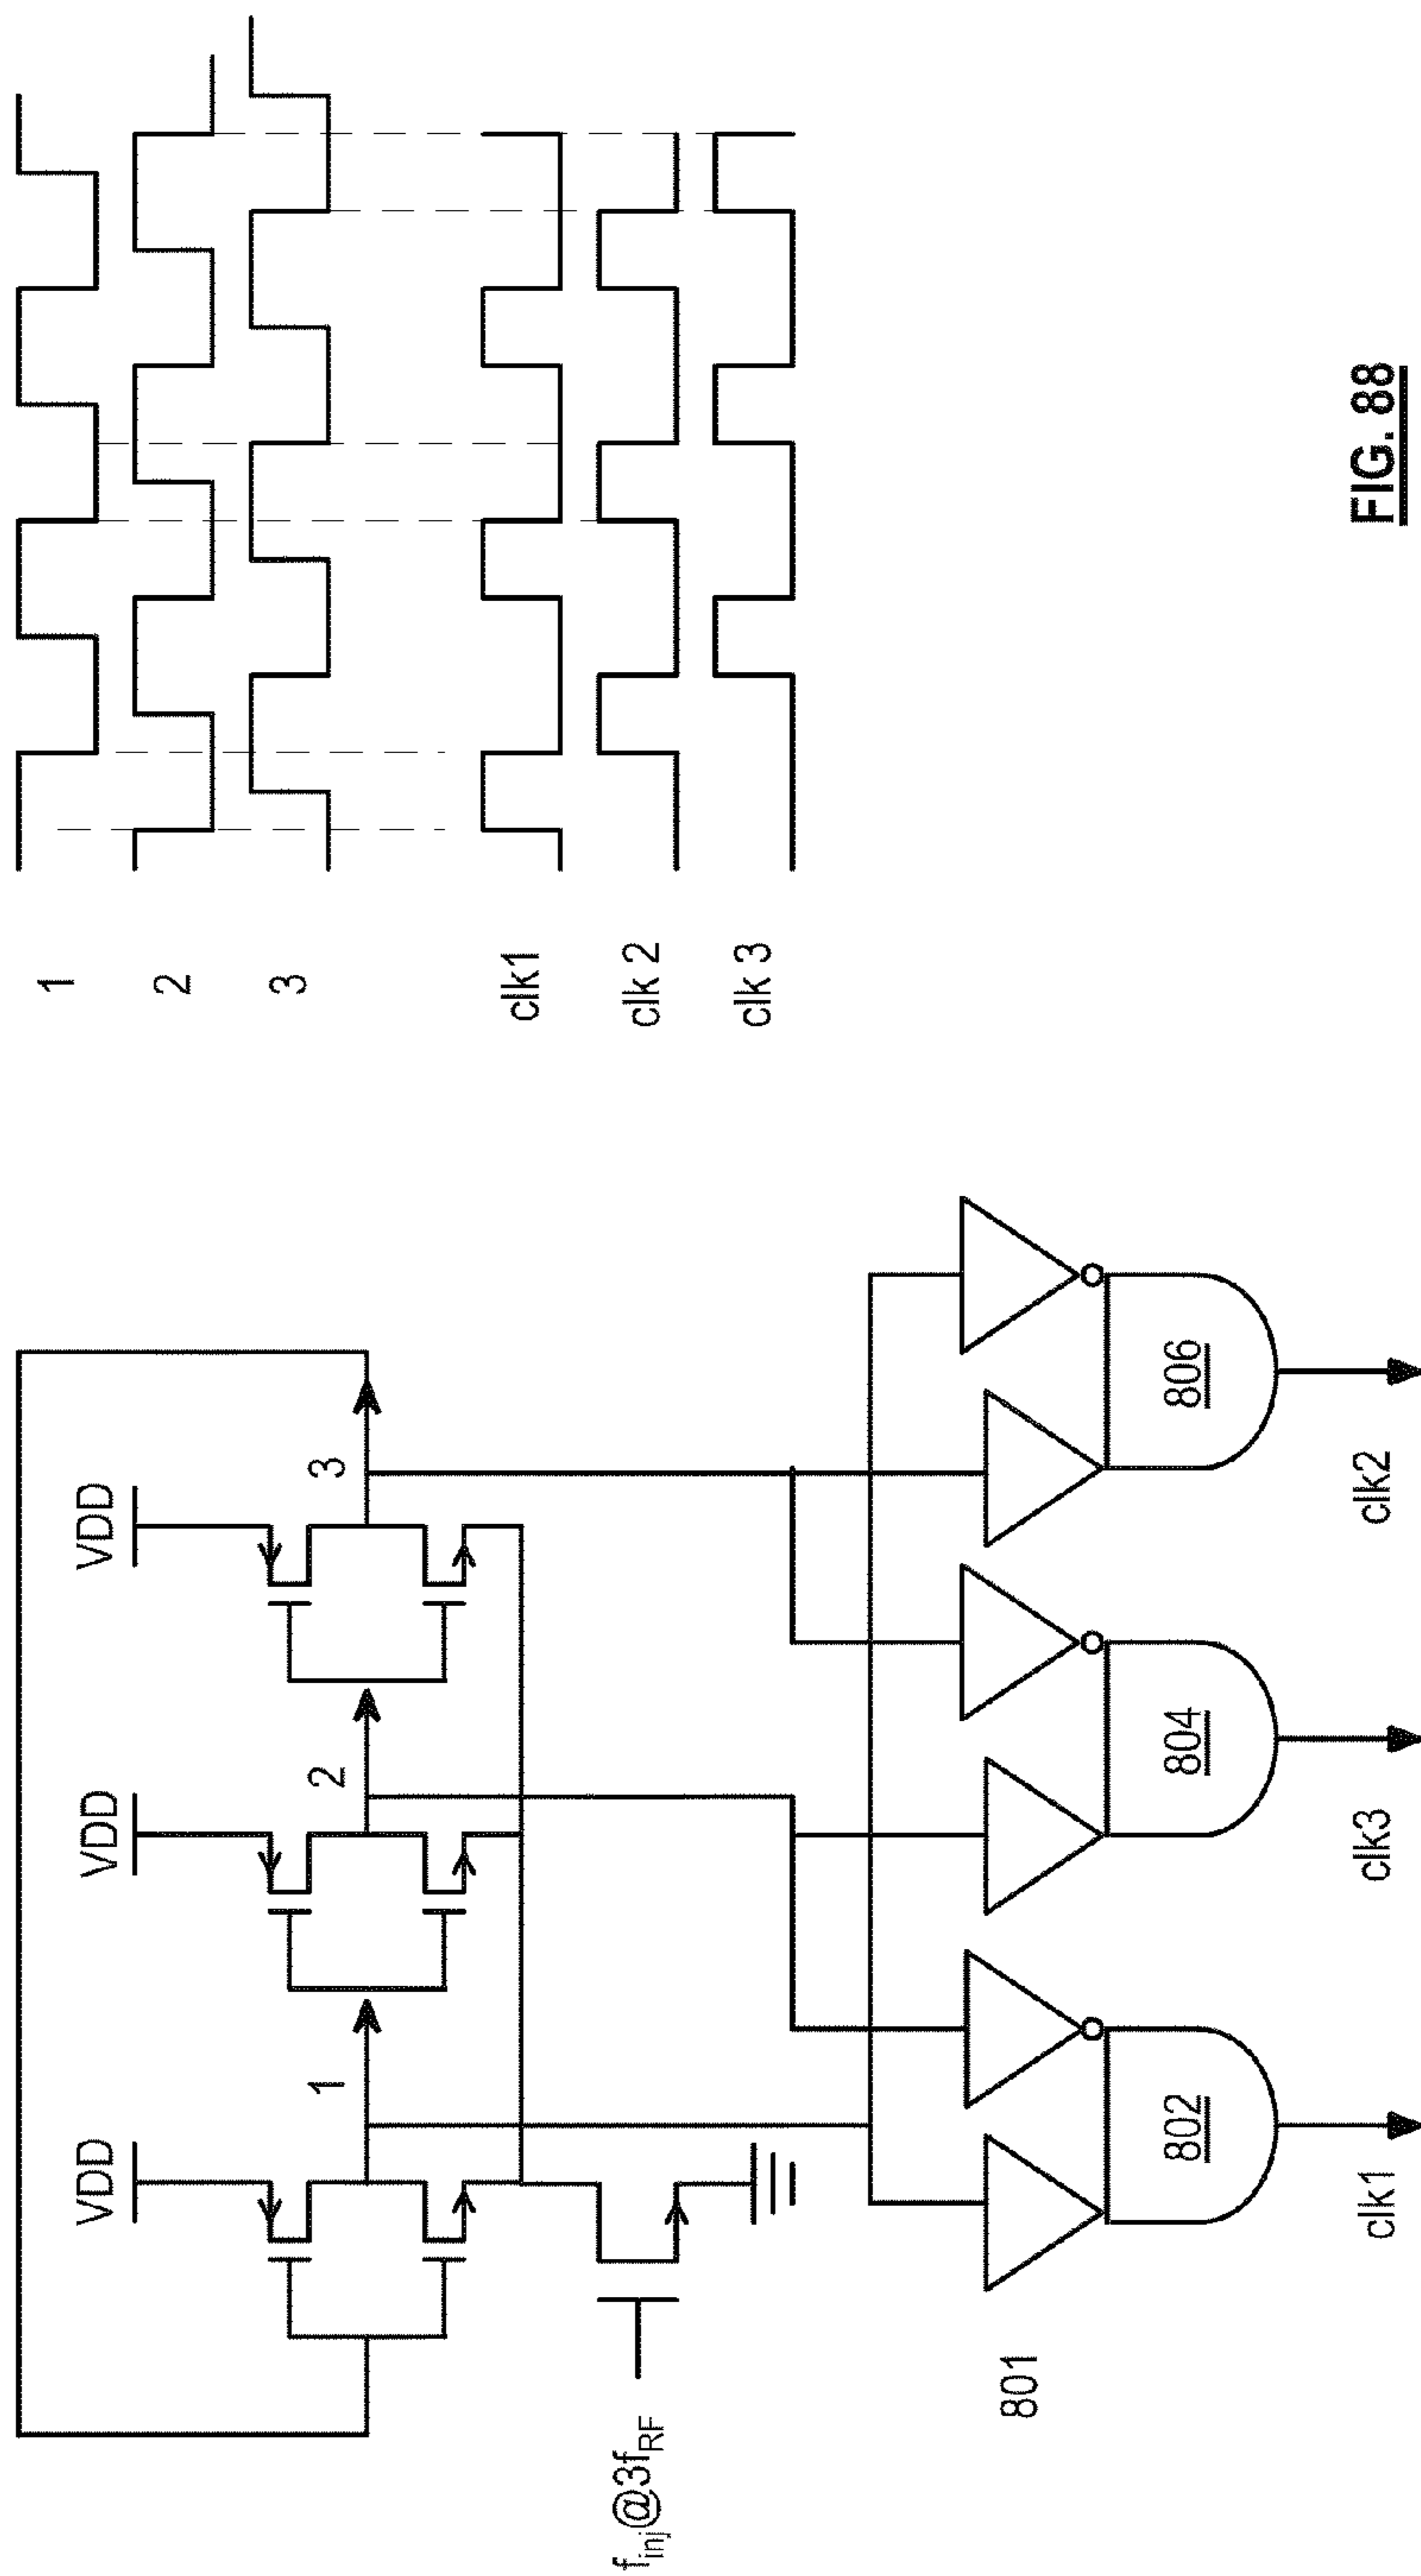 VDD
VDD
VDD
1
2
3
f_inj@3f_RF
801
802
804
806
clk1
clk3
clk2
1
2
3
clk1
clk 2
clk 3
FIG. 88